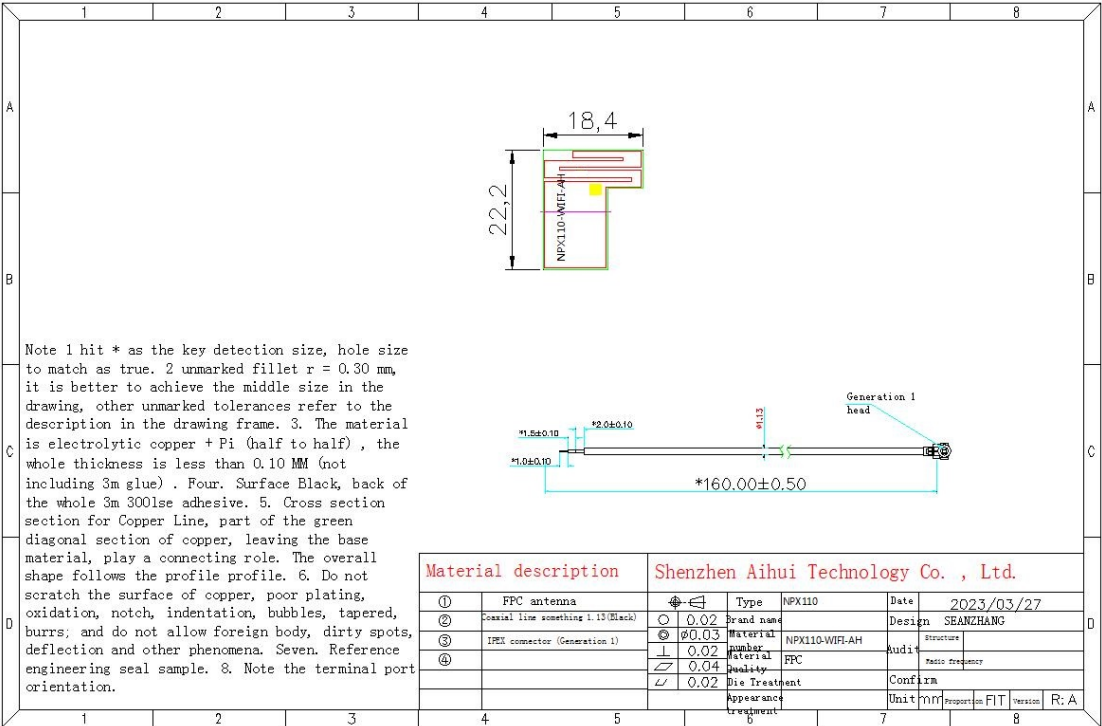 1 2 3 4 5 6 7 8
A
A
18,4
22,2
NPX110-WIFI-AH
B
B
Note 1 hit * as the key detection size, hole size
to match as true. 2 unmarked fillet r = 0.30 mm,
it is better to achieve the middle size in the
drawing, other unmarked tolerances refer to the
description in the drawing frame. 3. The material
is electrolytic copper + Pi (half to half) , the
whole thickness is less than 0.10 MM (not
including 3m glue) . Four. Surface Black, back of
the whole 3m 300lse adhesive. 5. Cross section
section for Copper Line, part of the green
diagonal section of copper, leaving the base
material, play a connecting role. The overall
shape follows the profile profile. 6. Do not
scratch the surface of copper, poor plating,
oxidation, notch, indentation, bubbles, tapered,
burrs; and do not allow foreign body, dirty spots,
deflection and other phenomena. Seven. Reference
engineering seal sample. 8. Note the terminal port
orientation.
C
C
Generation 1
head
*1.5±0.10
*2.0±0.10
ø1,13
*1.0±0.10
*160.00±0.50
D
D
Material description
① FPC antenna
② Coaxial line something 1.13(Black)
③ IPEX connector (Generation 1)
④
Shenzhen Aihui Technology Co. , Ltd.
Type NPX110 Date 2023/03/27
○ 0.02 Brand name Design SEANZHANG
◎ ø0.03 Material number NPX110-WIFI-AH Audit Structure
⊥ 0.02 Material Quality FPC Radio frequency
▱ 0.04
0.02 Die Treatment Confirm
Appearance treatment Unit mm Proportion FIT Version R:A
1 2 3 4 5 6 7 8